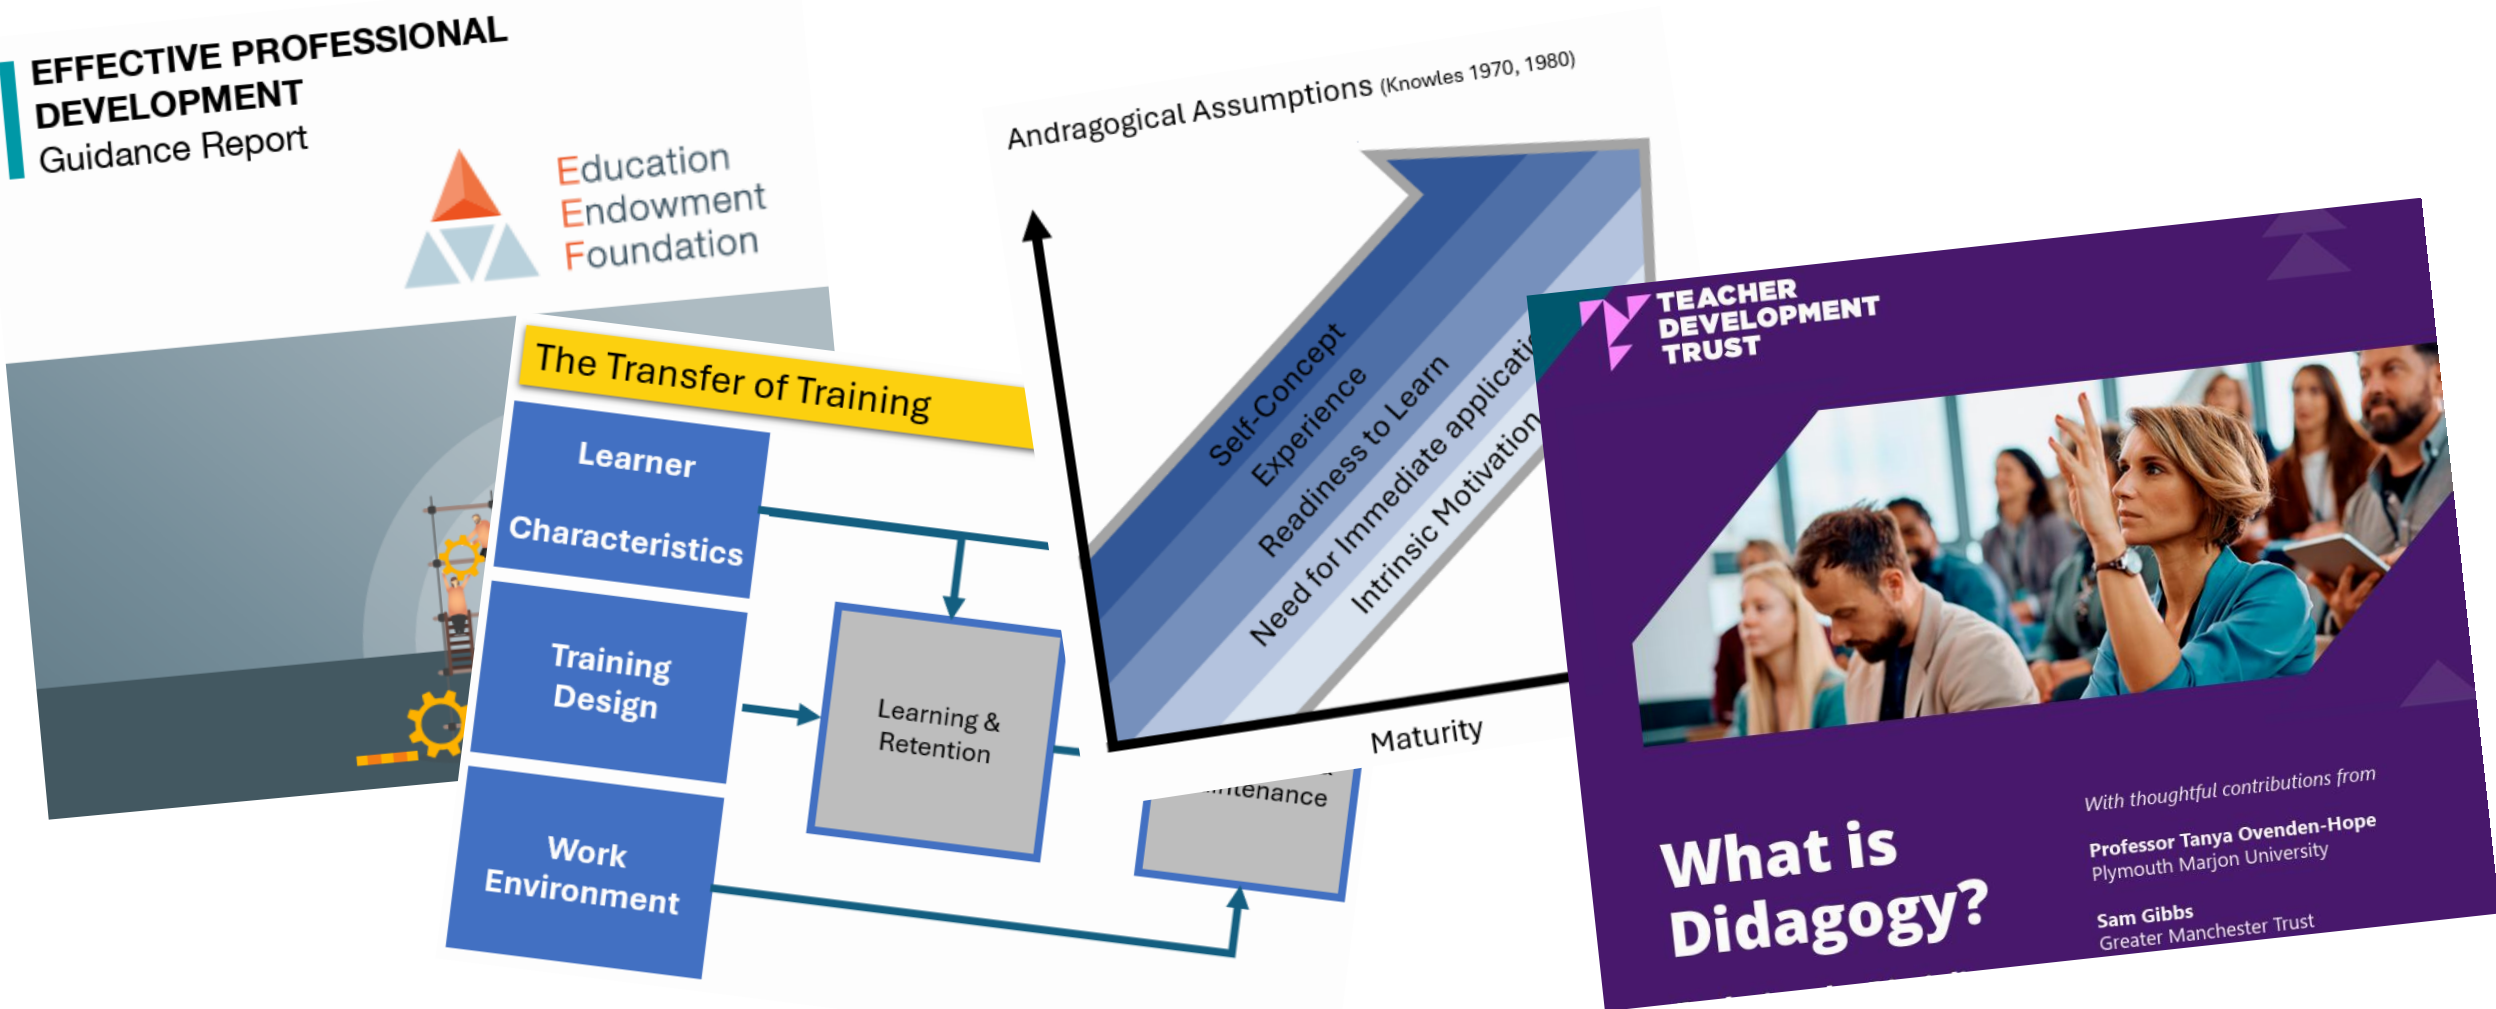 EFFECTIVE PROFESSIONAL
DEVELOPMENT
Guidance Report
Education
Endowment
Foundation
The Transfer of Training
Learner
Characteristics
Training
Design
Work
Environment
Learning &
Retention
Andragogical Assumptions (Knowles 1970, 1980)
Self-Concept
Experience
Readiness to Learn
Need for Immediate
Intrinsic Motivation
Maturity
TEACHER
DEVELOPMENT
TRUST
What is
Didagogy?
With thoughtful contributions from
Professor Tanya Ovenden-Hope
Plymouth Marjon University
Sam Gibbs
Greater Manchester Trust